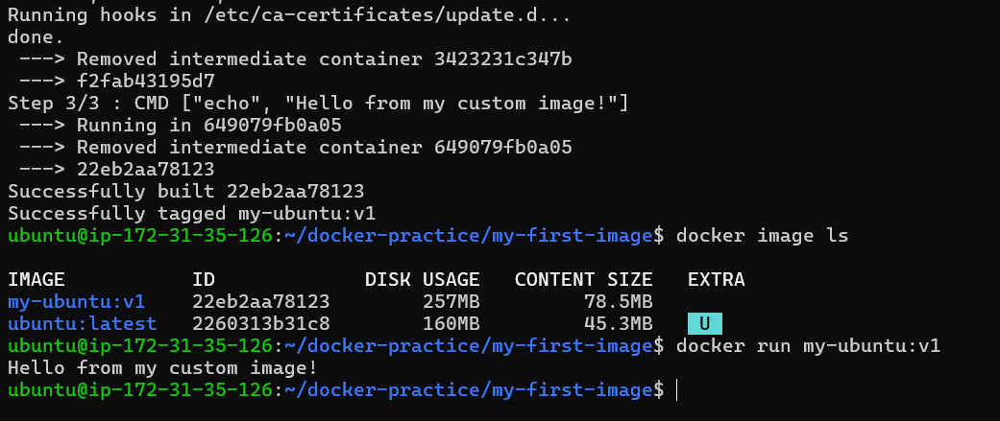 Running hooks in /etc/ca-certificates/update.d...
done.
 ---> Removed intermediate container 3423231c347b
 ---> f2fab43195d7
Step 3/3 : CMD ["echo", "Hello from my custom image!"]
 ---> Running in 649079fb0a05
 ---> Removed intermediate container 649079fb0a05
 ---> 22eb2aa78123
Successfully built 22eb2aa78123
Successfully tagged my-ubuntu:v1
ubuntu@ip-172-31-35-126:~/docker-practice/my-first-image$ docker image ls
IMAGE           ID             DISK USAGE   CONTENT SIZE   EXTRA
my-ubuntu:v1    22eb2aa78123        257MB         78.5MB
ubuntu:latest   2260313b31c8        160MB         45.3MB    U
ubuntu@ip-172-31-35-126:~/docker-practice/my-first-image$ docker run my-ubuntu:v1
Hello from my custom image!
ubuntu@ip-172-31-35-126:~/docker-practice/my-first-image$